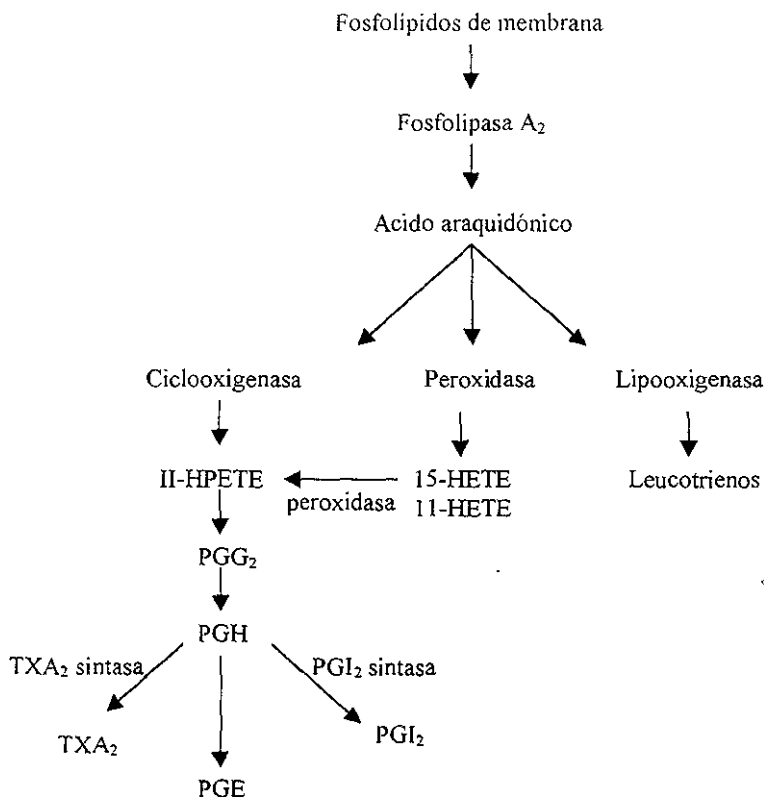 Fosfolípidos de membrana
Fosfolipasa A₂
Acido araquidónico
Ciclooxigenasa
Peroxidasa
Lipooxigenasa
II-HPETE
peroxidasa
15-HETE
11-HETE
Leucotrienos
PGG₂
PGH
TXA₂ sintasa
PGI₂ sintasa
TXA₂
PGI₂
PGE